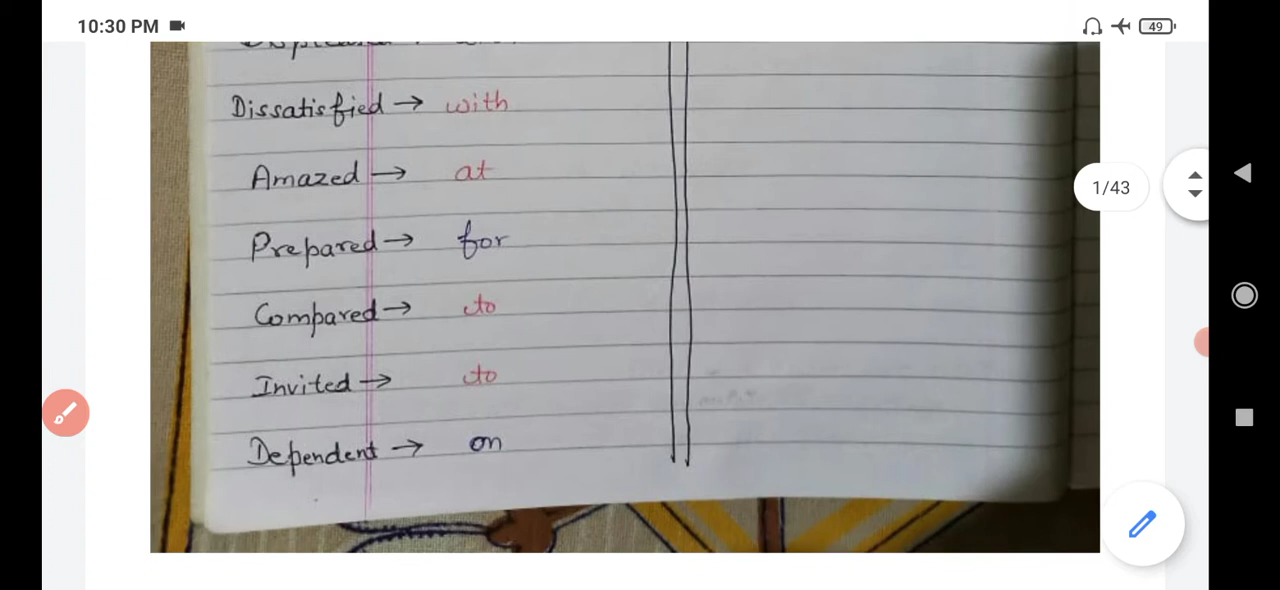 10:30 PM
49
Dissatisfied → with
Amazed → at
1/43
Prepared → for
Compared → to
Invited → to
Dependent → on